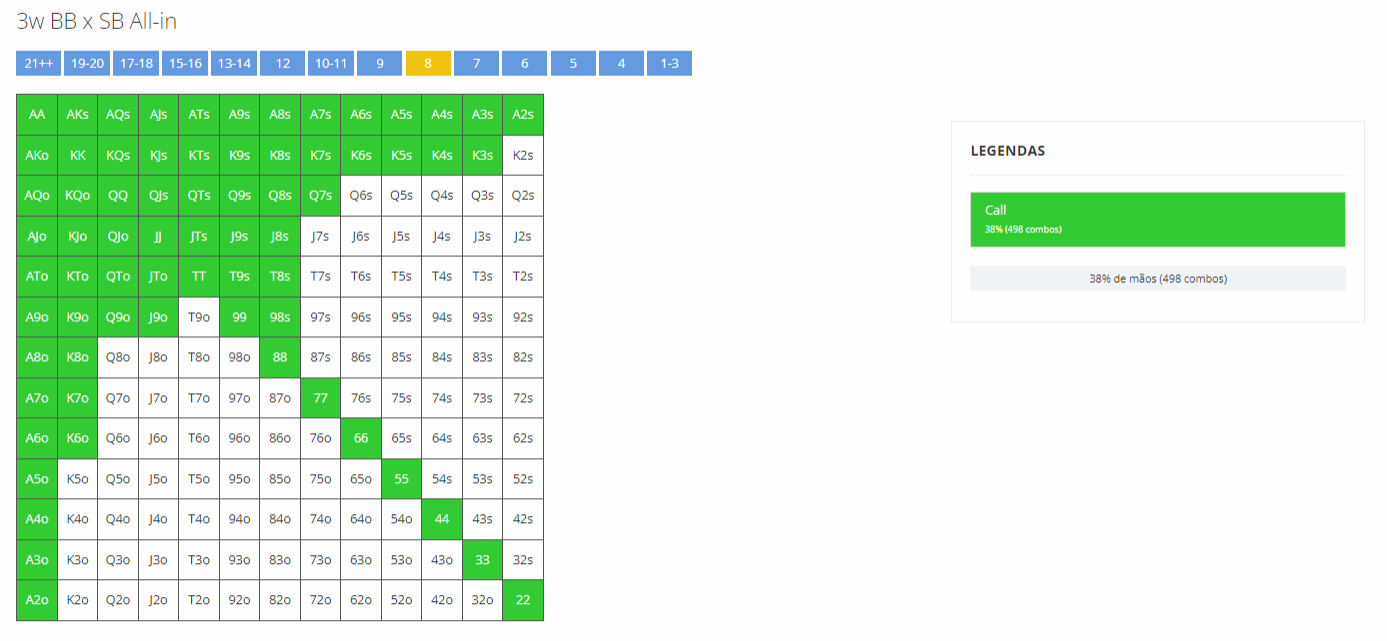 3w BB x SB All-in
21++ 19-20 17-18 15-16 13-14 12 10-11 9 8 7 6 5 4 1-3
AA AKs AQs AJs ATs A9s A8s A7s A6s A5s A4s A3s A2s
AKo KK KQs KJs KTs K9s K8s K7s K6s K5s K4s K3s K2s
AQo KQo QQ QJs QTs Q9s Q8s Q7s Q6s Q5s Q4s Q3s Q2s
AJo KJo QJo JJ JTs J9s J8s J7s J6s J5s J4s J3s J2s
ATo KTo QTo JTo TT T9s T8s T7s T6s T5s T4s T3s T2s
A9o K9o Q9o J9o T9o 99 98s 97s 96s 95s 94s 93s 92s
A8o K8o Q8o J8o T8o 98o 88 87s 86s 85s 84s 83s 82s
A7o K7o Q7o J7o T7o 97o 87o 77 76s 75s 74s 73s 72s
A6o K6o Q6o J6o T6o 96o 86o 76o 66 65s 64s 63s 62s
A5o K5o Q5o J5o T5o 95o 85o 75o 65o 55 54s 53s 52s
A4o K4o Q4o J4o T4o 94o 84o 74o 64o 54o 44 43s 42s
A3o K3o Q3o J3o T3o 93o 83o 73o 63o 53o 43o 33 32s
A2o K2o Q2o J2o T2o 92o 82o 72o 62o 52o 42o 32o 22
LEGENDAS
Call
38% (498 combos)
38% de mãos (498 combos)